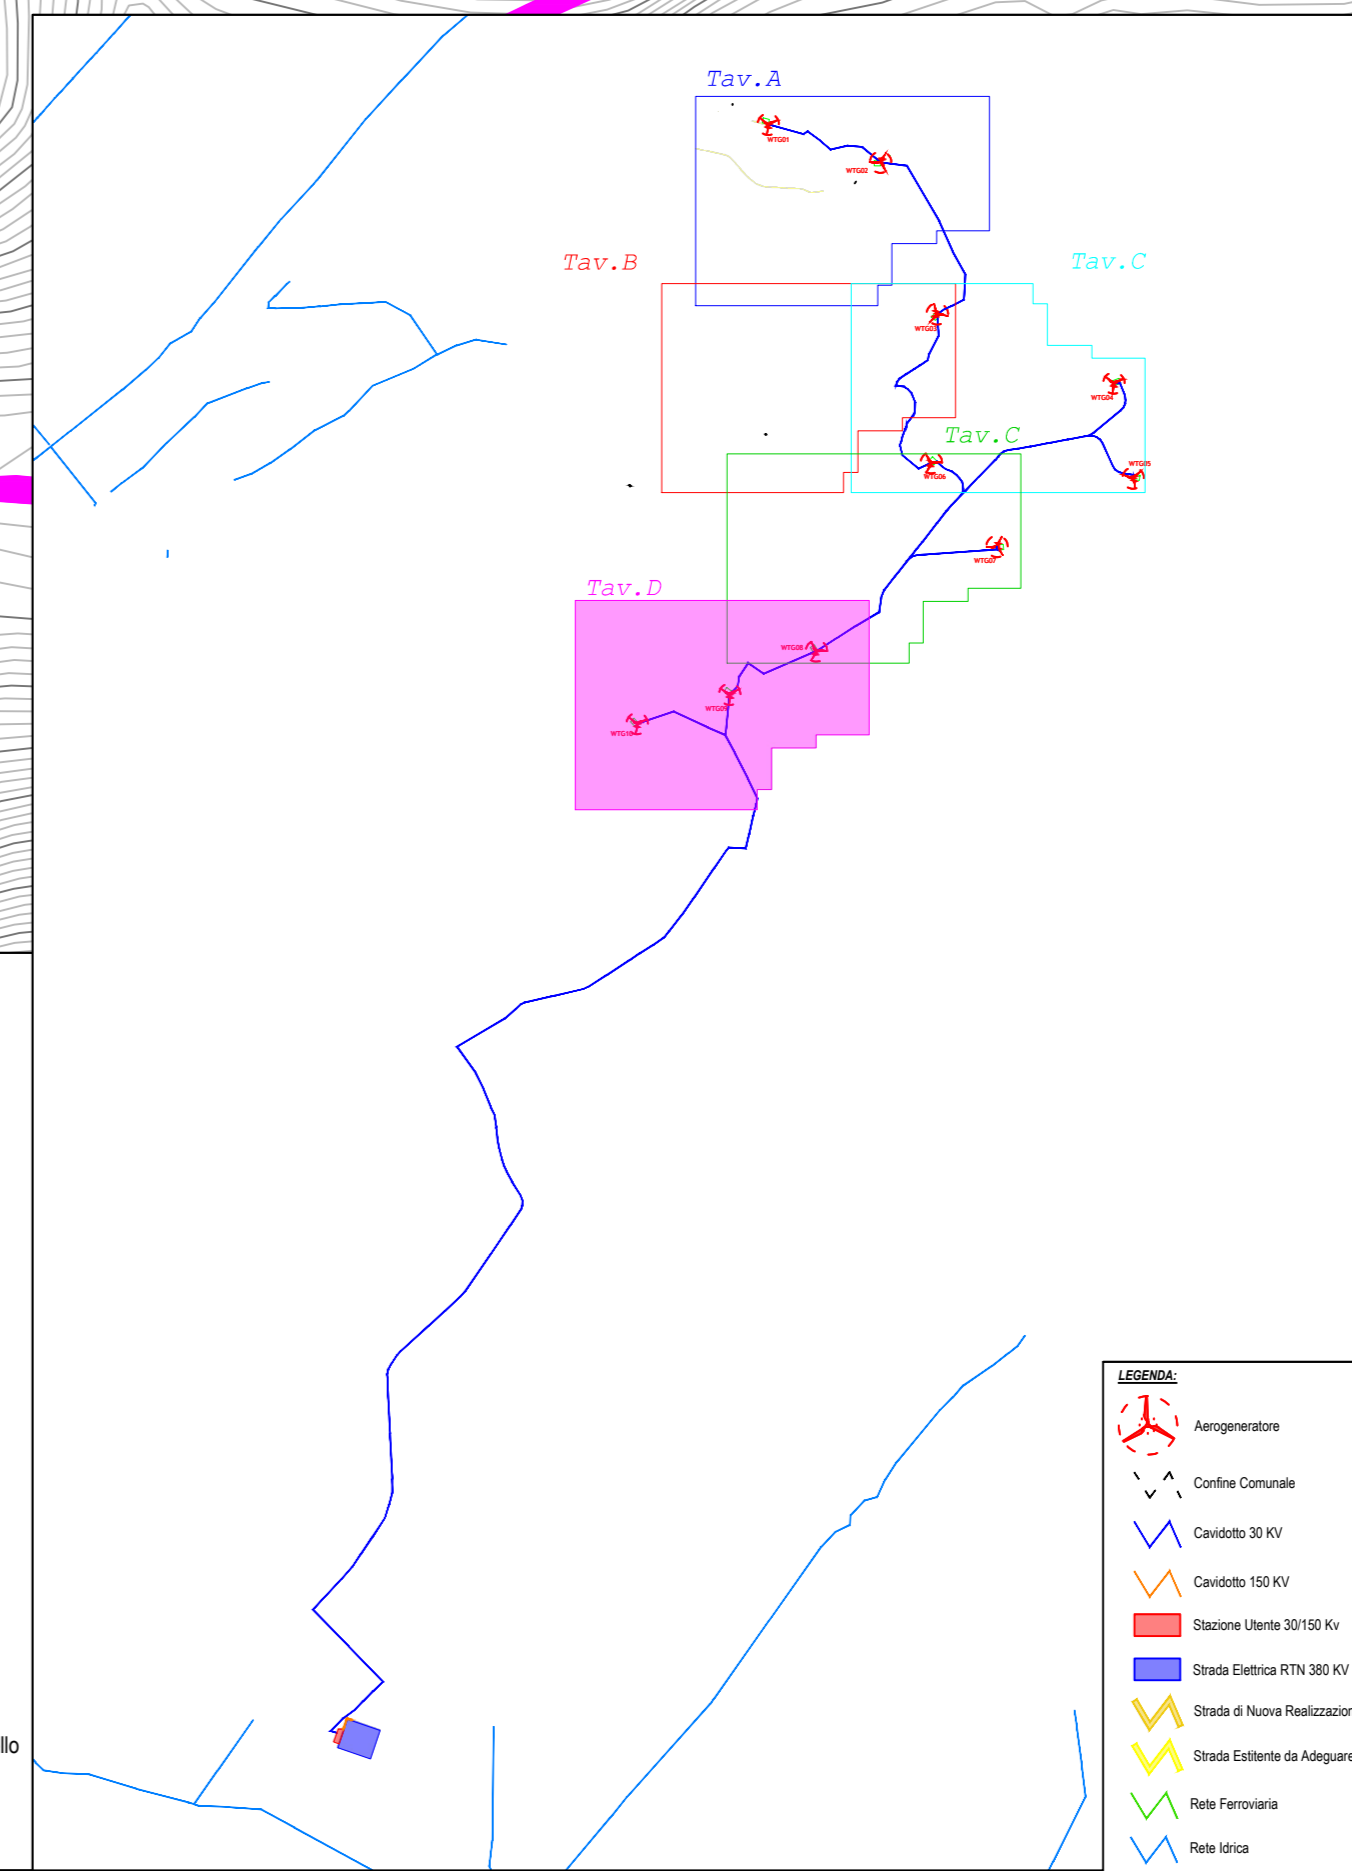 Tav.A
WTG01
WTG02
Tav.B
Tav.C
WTG03
WTG04
Tav.C
WTG05
WTG06
WTG07
Tav.D
WTG08
WTG09
WTG10
LEGENDA:
Aerogeneratore
Confine Comunale
Cavidotto 30 KV
Cavidotto 150 KV
Stazione Utente 30/150 Kv
Strada Elettrica RTN 380 KV
Strada di Nuova Realizzazion
Strada Estitente da Adeguare
Rete Ferroviaria
Rete Idrica
llo